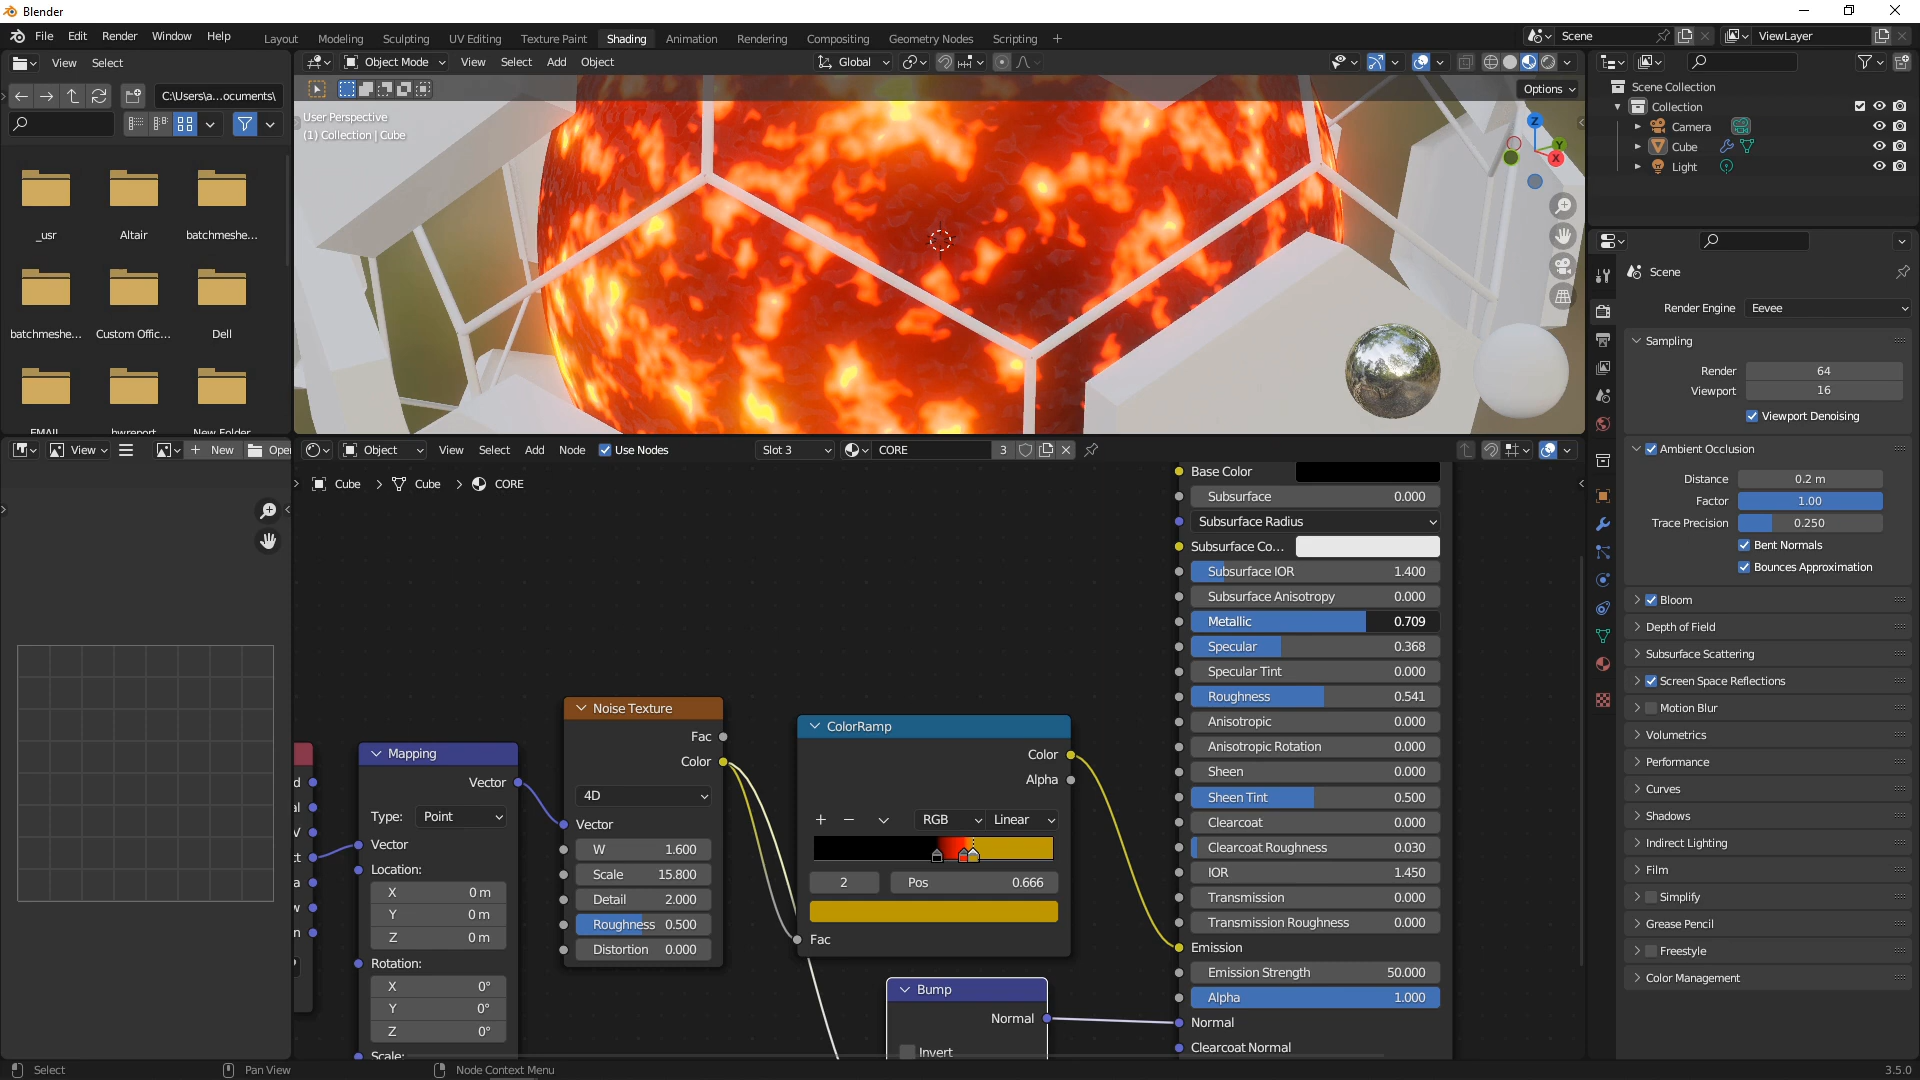 Blender
File Edit Render Window Help
Layout Modeling Sculpting UV Editing Texture Paint Shading Animation Rendering Compositing Geometry Nodes Scripting +
Scene
ViewLayer
View Select
C:\Users\a...ocuments\
_usr Altair batchmeshe...
batchmeshe... Custom Offic... Dell
Object Mode View Select Add Object
Global
Options
User Perspective
(1) Collection | Cube
Z
Y
X
Scene Collection
Collection
Camera
Cube
Light
Scene
Render Engine Eevee
Sampling
Render 64
Viewport 16
Viewport Denoising
Ambient Occlusion
Distance 0.2 m
Factor 1.00
Trace Precision 0.250
Bent Normals
Bounces Approximation
Bloom
Depth of Field
Subsurface Scattering
Screen Space Reflections
Motion Blur
Volumetrics
Performance
Curves
Shadows
Indirect Lighting
Film
Simplify
Grease Pencil
Freestyle
Color Management
View
New
Open
Object View Select Add Node Use Nodes
Slot 3
CORE 3
Cube > Cube > CORE
Mapping
Vector
Type: Point
Vector
Location:
X 0 m
Y 0 m
Z 0 m
Rotation:
X 0°
Y 0°
Z 0°
Scale:
Noise Texture
Fac
Color
4D
Vector
W 1.600
Scale 15.800
Detail 2.000
Roughness 0.500
Distortion 0.000
ColorRamp
Color
Alpha
+ − RGB Linear
2 Pos 0.666
Fac
Bump
Normal
Invert
Base Color
Subsurface 0.000
Subsurface Radius
Subsurface Co...
Subsurface IOR 1.400
Subsurface Anisotropy 0.000
Metallic 0.709
Specular 0.368
Specular Tint 0.000
Roughness 0.541
Anisotropic 0.000
Anisotropic Rotation 0.000
Sheen 0.000
Sheen Tint 0.500
Clearcoat 0.000
Clearcoat Roughness 0.030
IOR 1.450
Transmission 0.000
Transmission Roughness 0.000
Emission
Emission Strength 50.000
Alpha 1.000
Normal
Clearcoat Normal
Select Pan View Node Context Menu
3.5.0